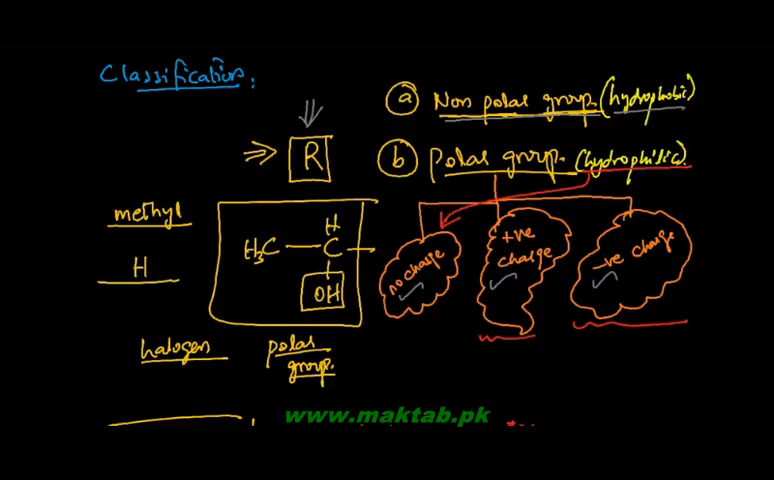 Classification:
(a) Non polar group. (hydrophobic)
R
(b) Polar group. (hydrophilic).
methyl
H
H
H3C — C —
OH
no charge
+ve
charge
-ve charge
halogen
polar
group.
www.maktab.pk